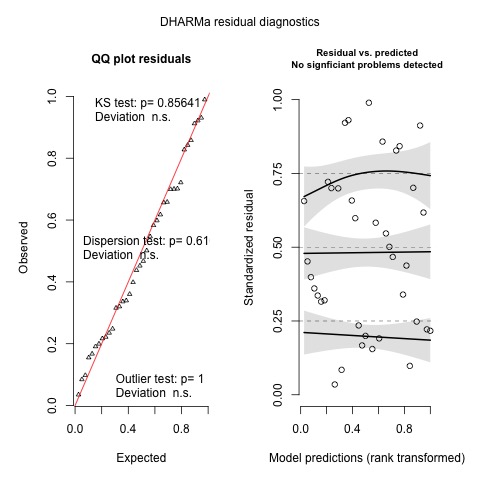 DHARMa residual diagnostics
QQ plot residuals
KS test: p= 0.85641
Deviation n.s.
Dispersion test: p= 0.61
Deviation n.s.
Outlier test: p= 1
Deviation n.s.
Observed
0.0
0.2
0.4
0.6
0.8
1.0
0.0
0.4
0.8
Expected
Residual vs. predicted
No signficiant problems detected
Standardized residual
0.00
0.25
0.50
0.75
1.00
0.0
0.4
0.8
Model predictions (rank transformed)